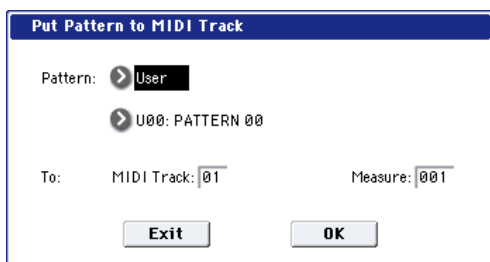 Put Pattern to MIDI Track
Pattern: User
U00: PATTERN 00
To: MIDI Track: 01 Measure: 001
Exit OK